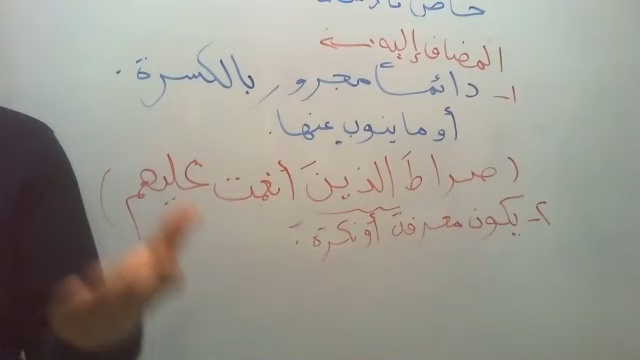 خاص
المضاف إليه :-
١- دائماً مجرور بالكسرة .
أو ما ينوب عنها .
( صراطَ الذينَ أنعمت عليهم )
٢- يكون معرفة أو نكرة :